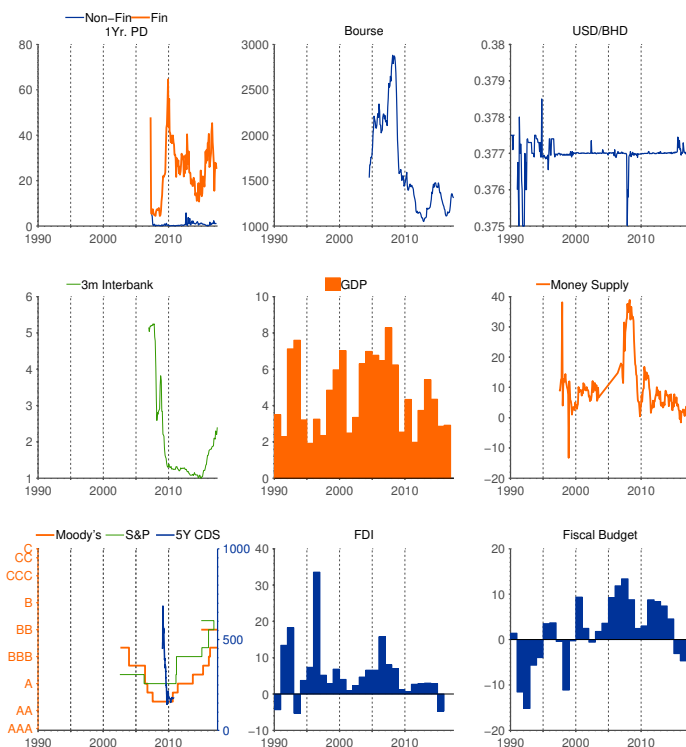 Non-Fin Fin
1Yr. PD
80
60
40
20
0
1990 2000 2010
Bourse
3000
2500
2000
1500
1000
1990 2000 2010
USD/BHD
0.38
0.378
0.377
0.376
0.375
1990 2000 2010
3m Interbank
6
5
4
3
2
1
1990 2000 2010
GDP
10
8
6
4
2
0
1990 2000 2010
Money Supply
40
30
20
10
0
−10
−20
1990 2000 2010
Moody's S&P 5Y CDS
C
CC
CCC
B
BB
BBB
A
AA
AAA
1000
500
0
1990 2000 2010
FDI
40
30
20
10
0
−10
1990 2000 2010
Fiscal Budget
20
10
0
−10
−20
1990 2000 2010